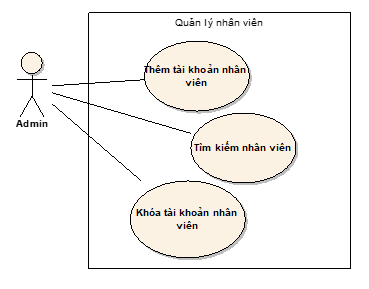 Quản lý nhân viên
Thêm tài khoản nhân
viên
Admin
Tìm kiếm nhân viên
Khóa tài khoản nhân
viên